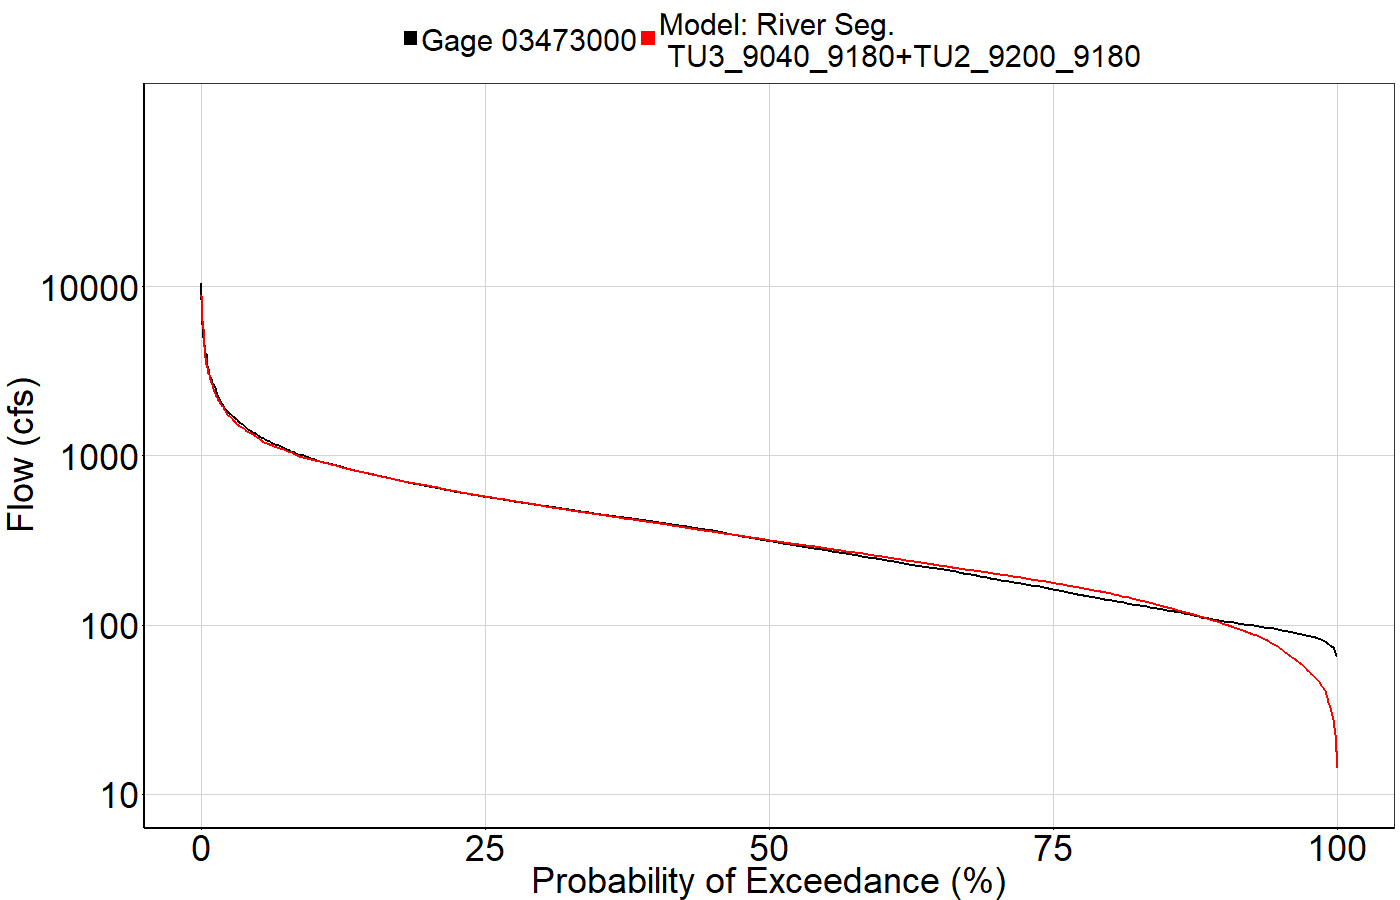 Gage 03473000
Model: River Seg.
TU3_9040_9180+TU2_9200_9180
10000
1000
100
10
Flow (cfs)
0 25 50 75 100
Probability of Exceedance (%)